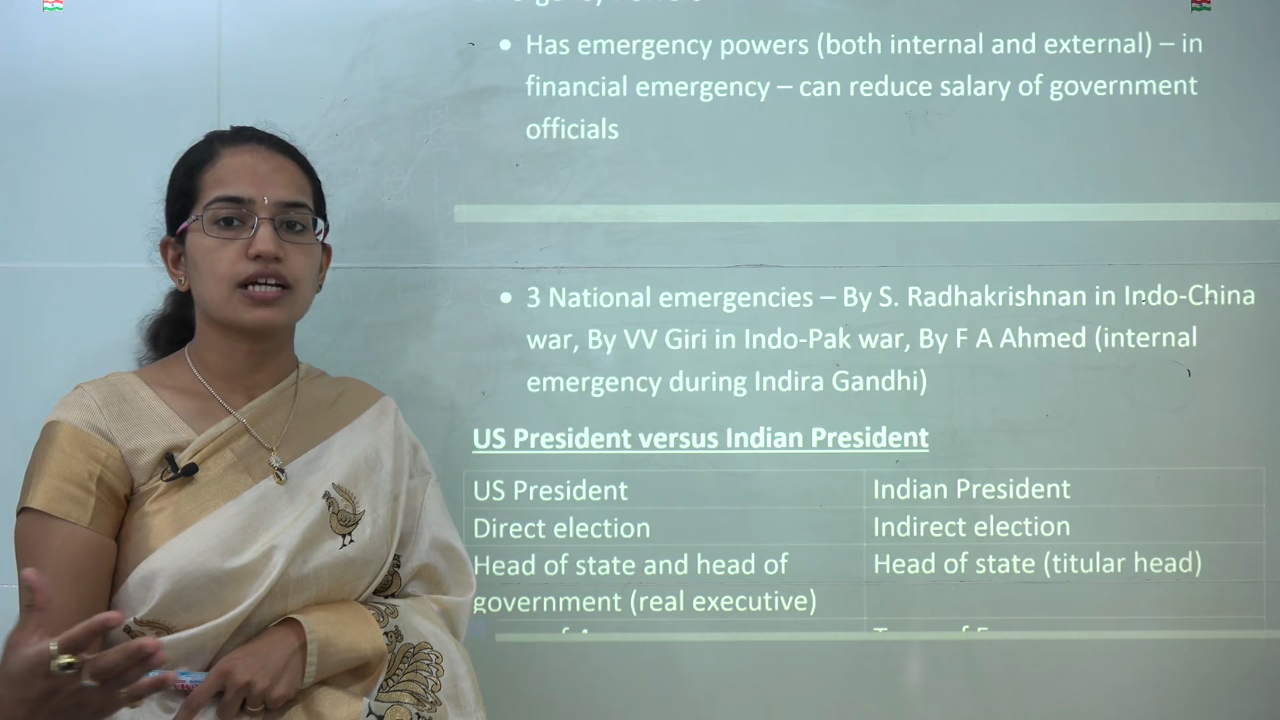 • Has emergency powers (both internal and external) – in
financial emergency – can reduce salary of government
officials
• 3 National emergencies – By S. Radhakrishnan in Indo-China
war, By VV Giri in Indo-Pak war, By F A Ahmed (internal
emergency during Indira Gandhi)
US President versus Indian President
US President Indian President
Direct election Indirect election
Head of state and head of Head of state (titular head)
government (real executive)